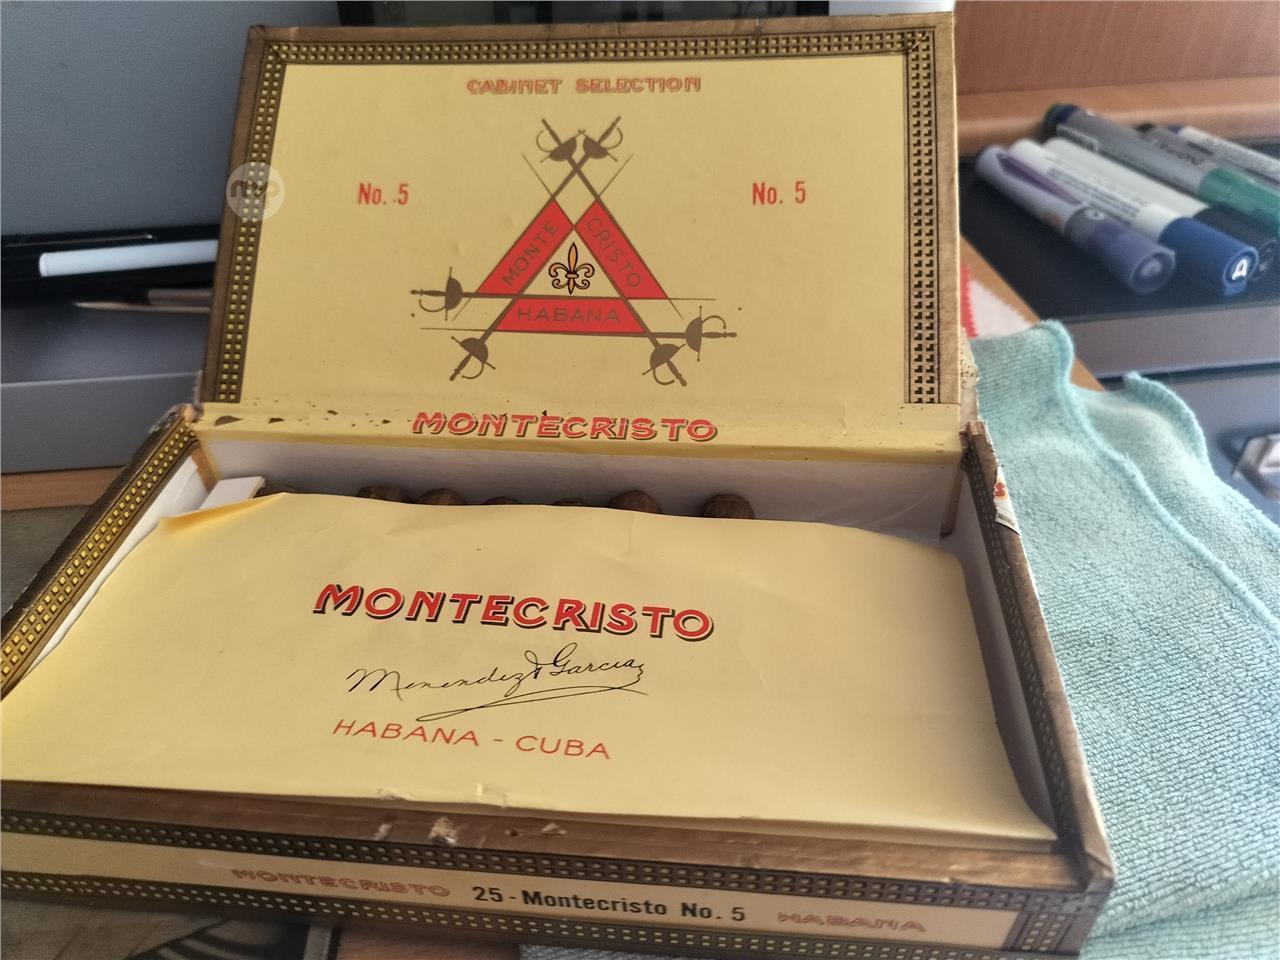 CABINET SELECTION
No. 5
No. 5
MONTE CRISTO
HABANA
MONTECRISTO
MONTECRISTO
Menendez y Garcia
HABANA - CUBA
MONTECRISTO 25 - Montecristo No. 5 HABANA